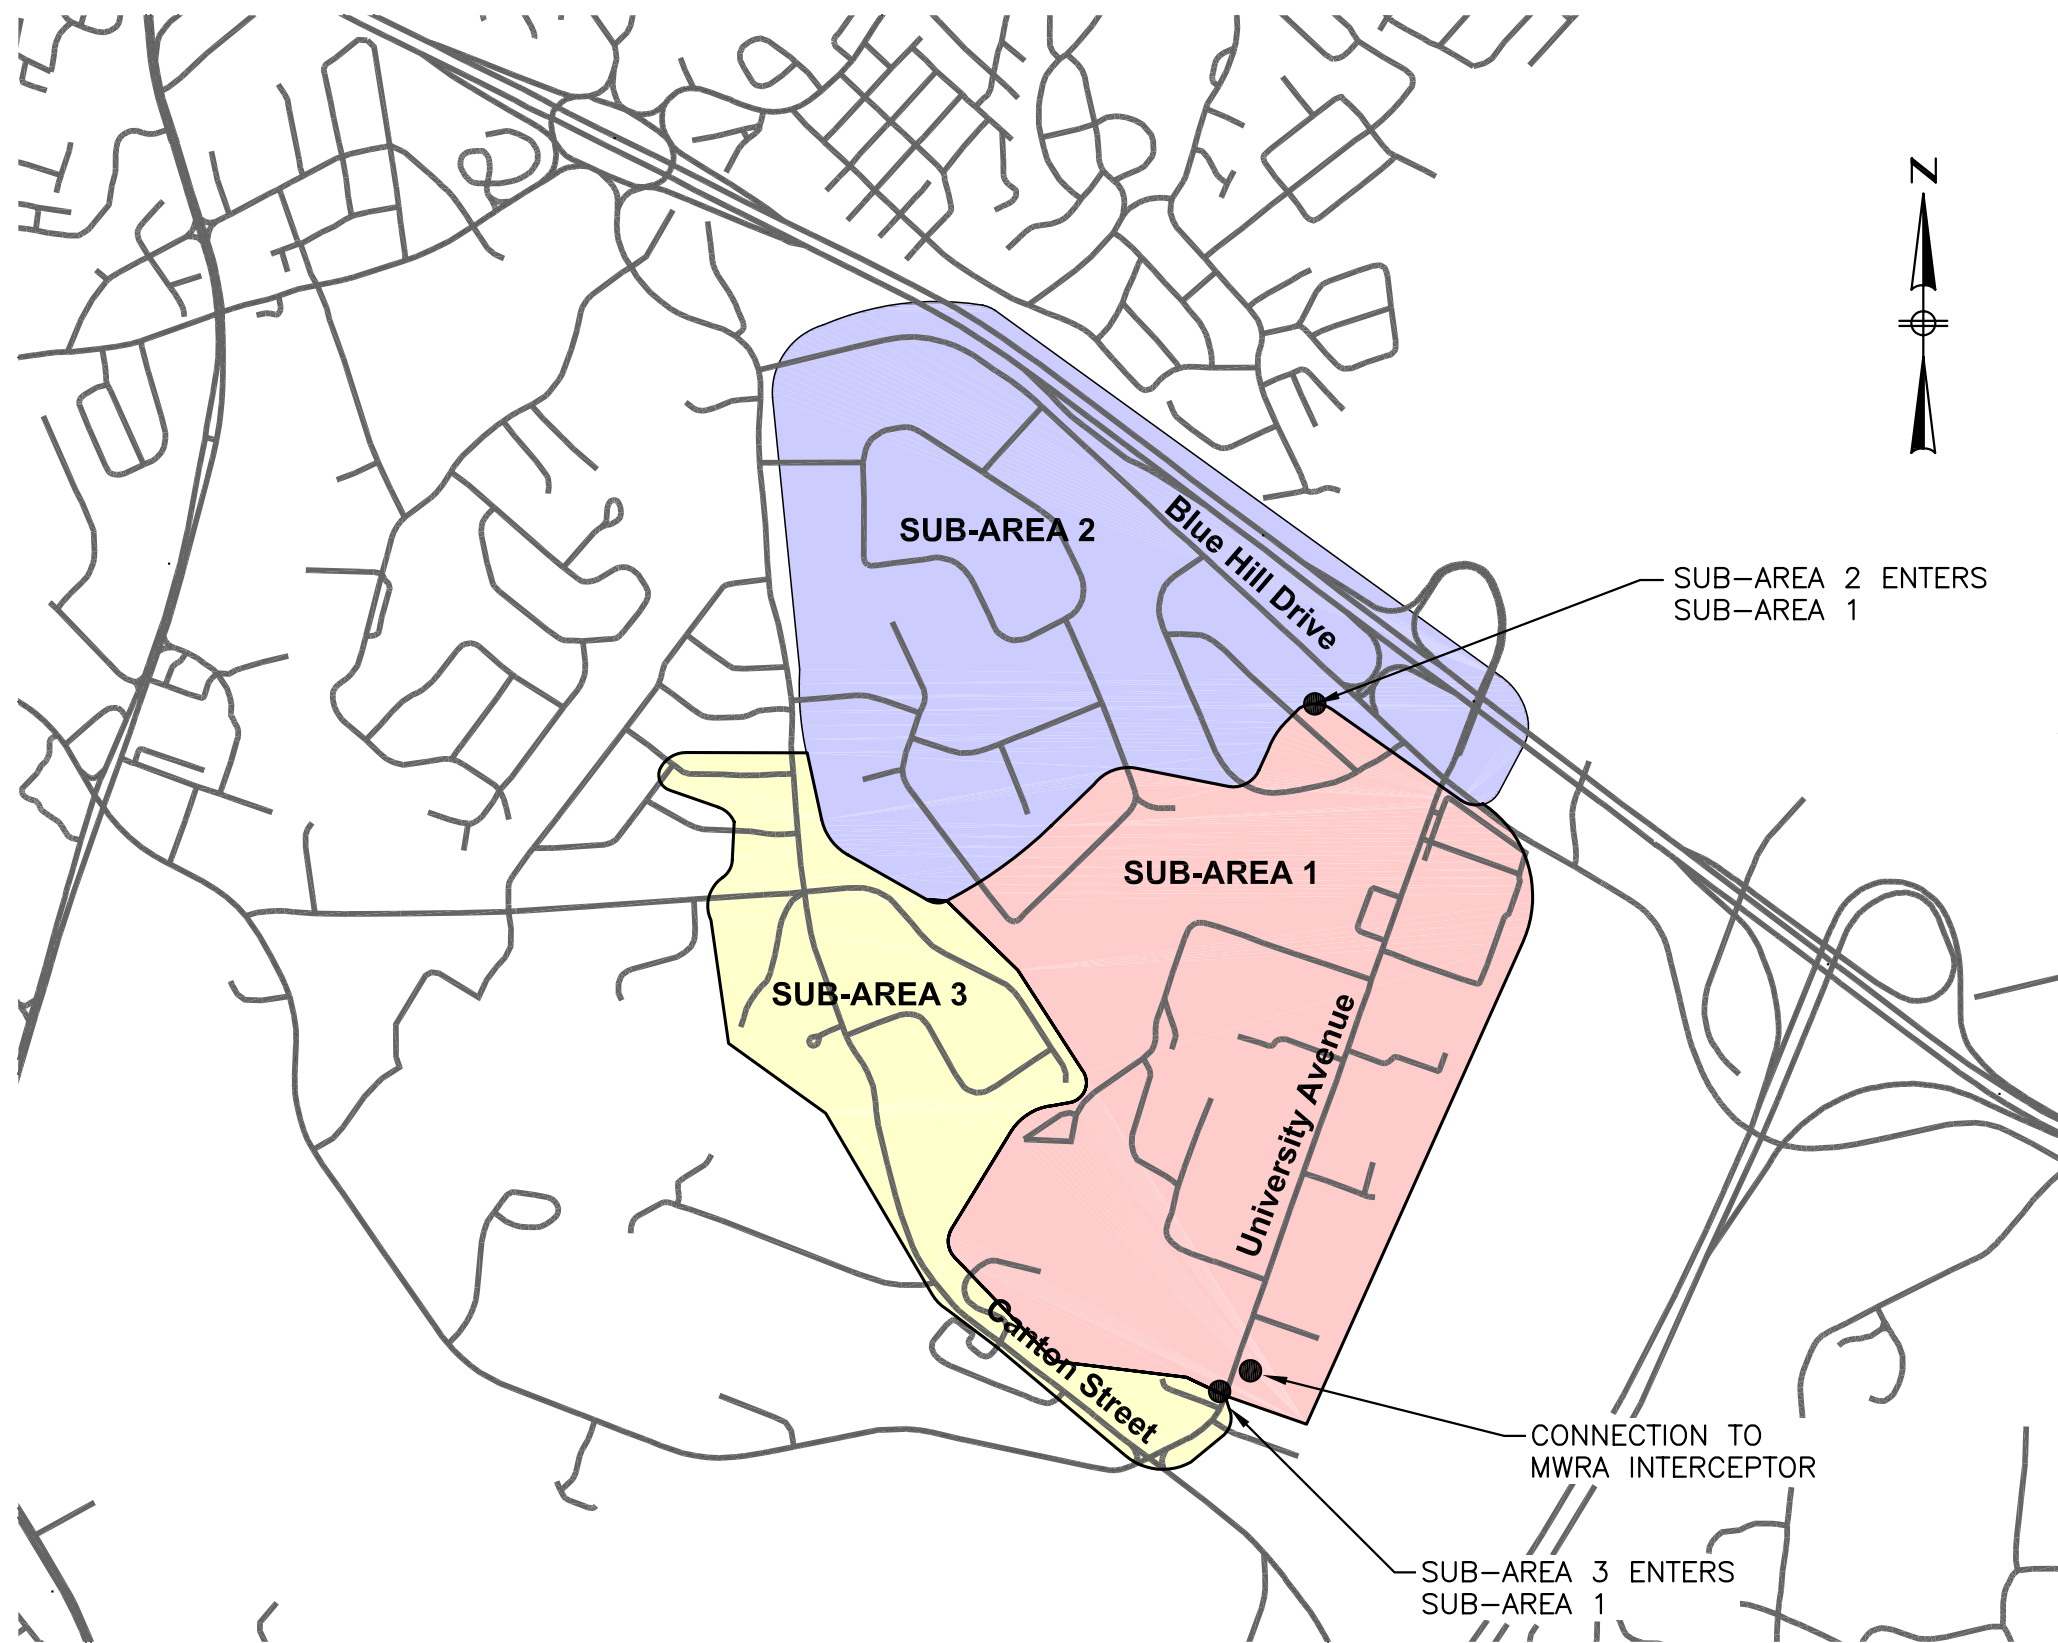 N
SUB-AREA 2
Blue Hill Drive
SUB-AREA 2 ENTERS
SUB-AREA 1
SUB-AREA 1
SUB-AREA 3
University Avenue
Canton Street
CONNECTION TO
MWRA INTERCEPTOR
SUB-AREA 3 ENTERS
SUB-AREA 1